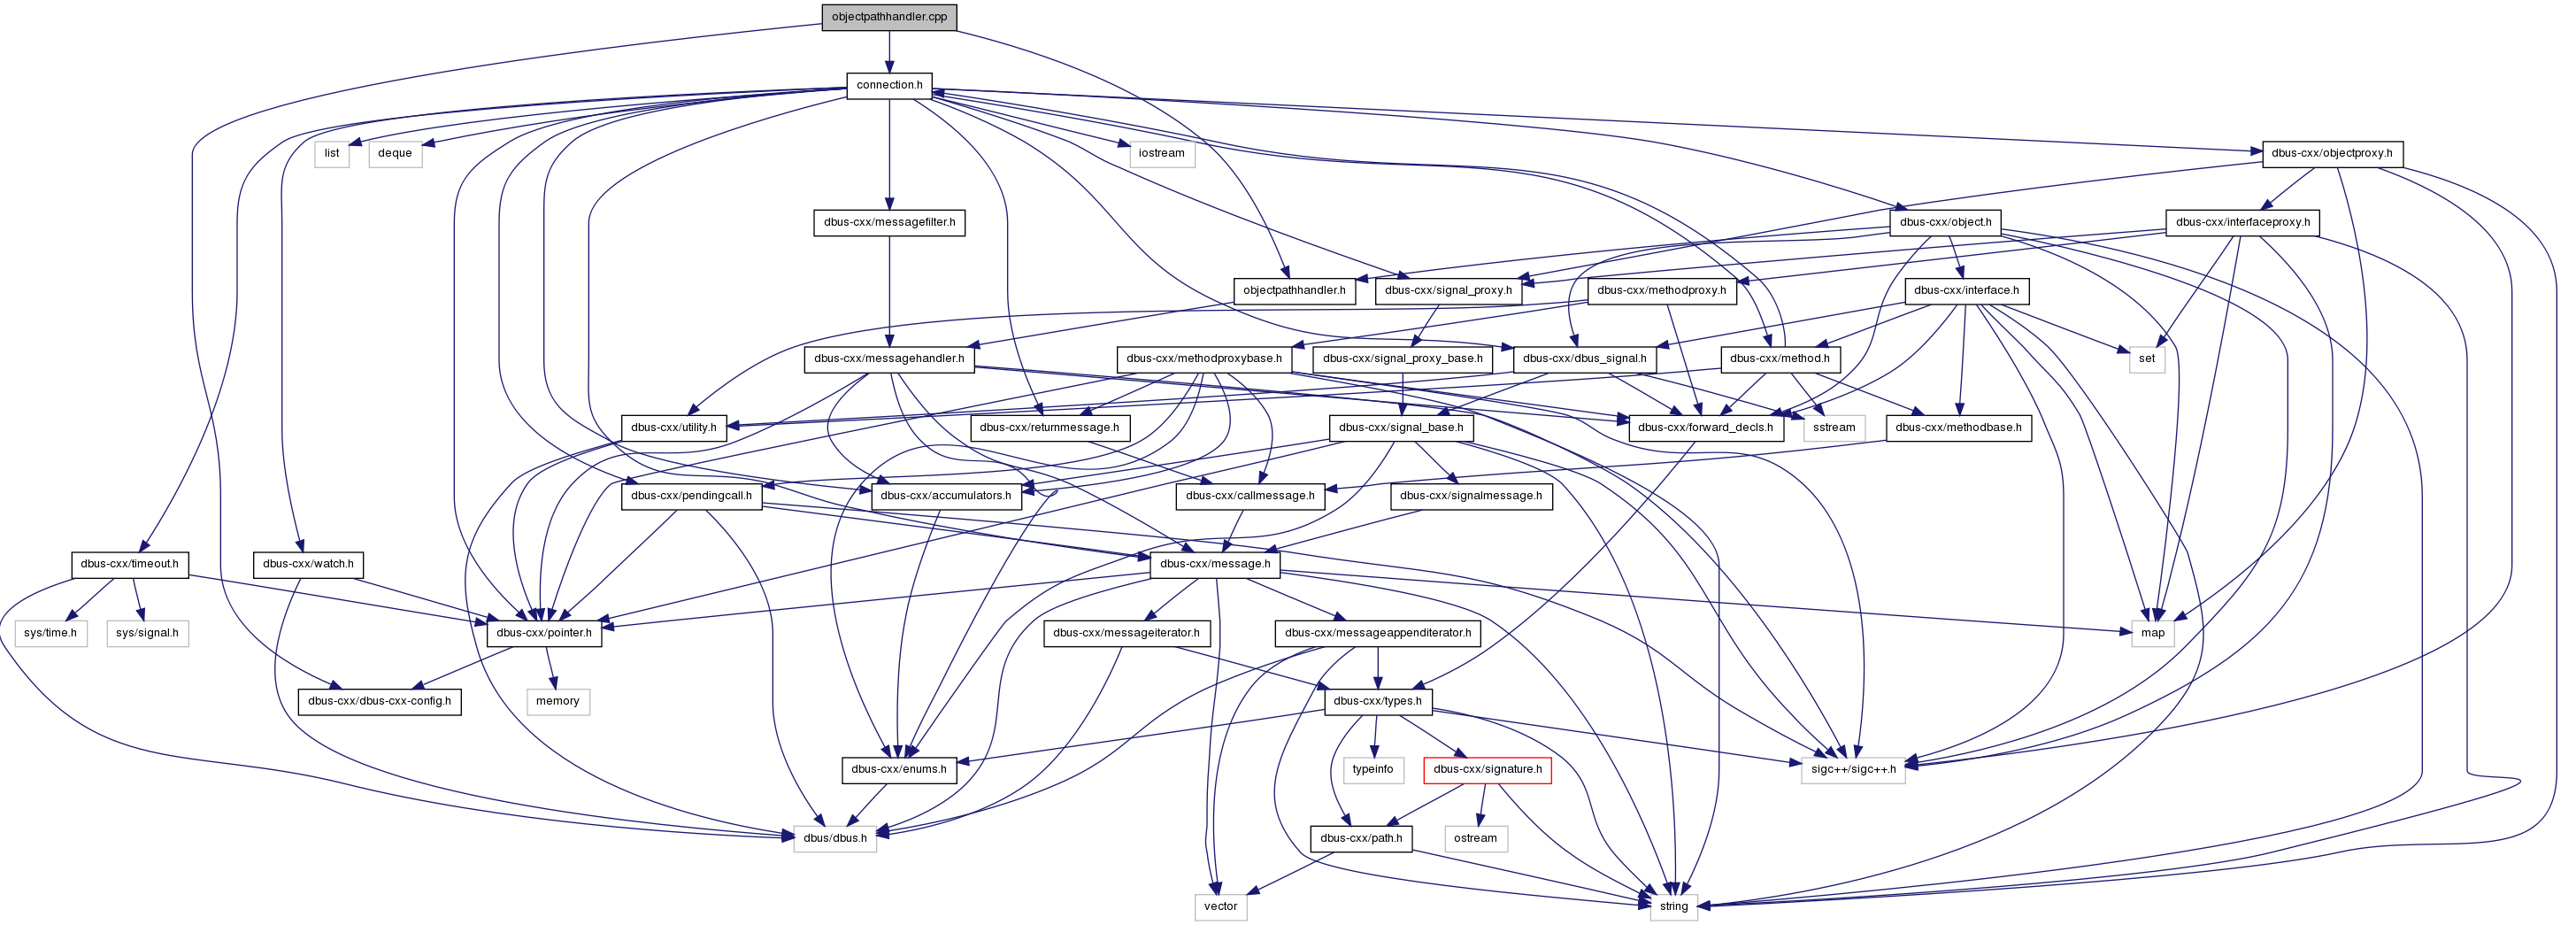 objectpathhandler.cpp
connection.h
list
deque
iostream
dbus-cxx/objectproxy.h
dbus-cxx/messagefilter.h
dbus-cxx/object.h
dbus-cxx/interfaceproxy.h
objectpathhandler.h
dbus-cxx/signal_proxy.h
dbus-cxx/methodproxy.h
dbus-cxx/interface.h
dbus-cxx/messagehandler.h
dbus-cxx/methodproxybase.h
dbus-cxx/signal_proxy_base.h
dbus-cxx/dbus_signal.h
dbus-cxx/method.h
set
dbus-cxx/utility.h
dbus-cxx/returnmessage.h
dbus-cxx/signal_base.h
dbus-cxx/forward_decls.h
sstream
dbus-cxx/methodbase.h
dbus-cxx/pendingcall.h
dbus-cxx/accumulators.h
dbus-cxx/callmessage.h
dbus-cxx/signalmessage.h
dbus-cxx/timeout.h
dbus-cxx/watch.h
dbus-cxx/message.h
sys/time.h
sys/signal.h
dbus-cxx/pointer.h
dbus-cxx/messageiterator.h
dbus-cxx/messageappenditerator.h
map
dbus-cxx/dbus-cxx-config.h
memory
dbus-cxx/types.h
dbus-cxx/enums.h
typeinfo
dbus-cxx/signature.h
sigc++/sigc++.h
dbus/dbus.h
dbus-cxx/path.h
ostream
vector
string